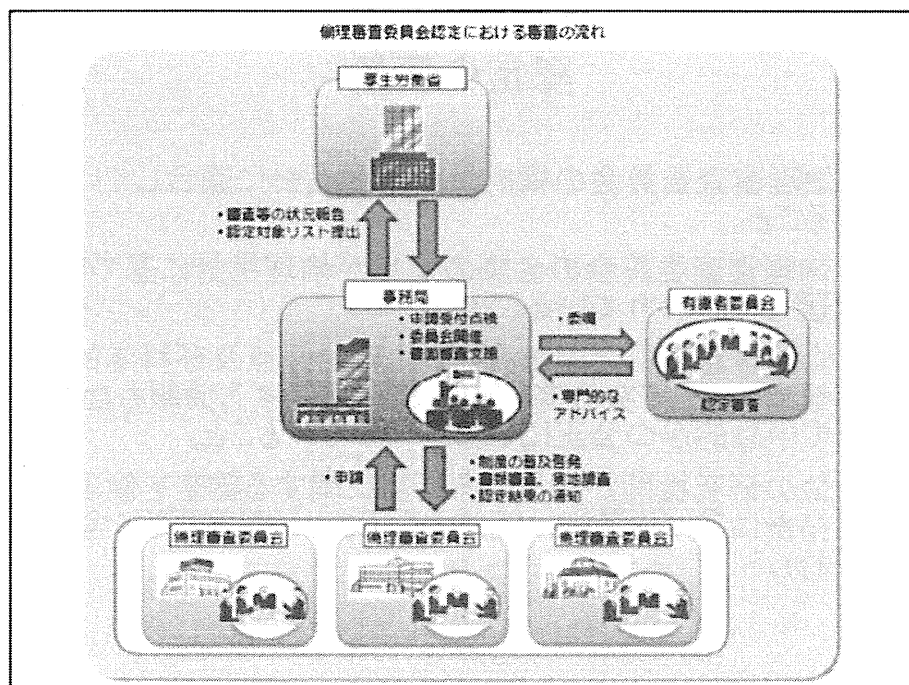 倫理審査委員会認定における審査の流れ
厚生労働省
・審査等の状況報告
・認定対象リスト提出
事務局
・申請受付点検
・委員会開催
・書面審査支援
・委嘱
有識者委員会
認定審査
・専門的な
アドバイス
・申請
・制度の普及啓発
・書類審査、実地調査
・認定結果の通知
倫理審査委員会
倫理審査委員会
倫理審査委員会